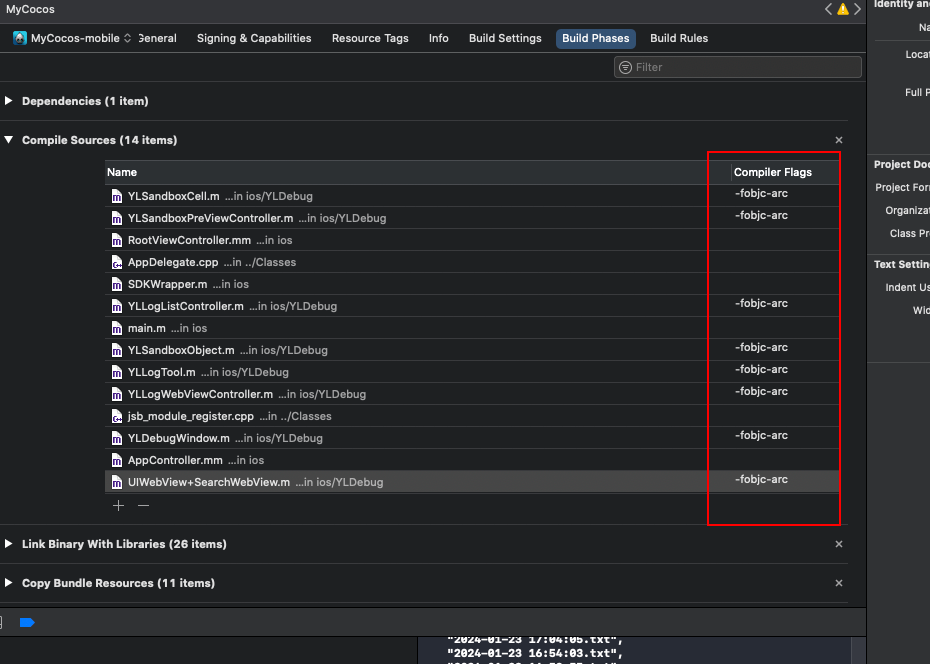 MyCocos
Identity an
MyCocos-mobile General Signing & Capabilities Resource Tags Info Build Settings Build Phases Build Rules
Na
Filter
Locat
Full P
Dependencies (1 item)
Compile Sources (14 items)
Project Doc
Name Compiler Flags
Project For
YLSandboxCell.m ...in ios/YLDebug -fobjc-arc
Organizat
YLSandboxPreViewController.m ...in ios/YLDebug -fobjc-arc
Class Pr
RootViewController.mm ...in ios
AppDelegate.cpp ...in ../Classes
Text Settin
SDKWrapper.m ...in ios
Indent Us
YLLogListController.m ...in ios/YLDebug -fobjc-arc
Wid
main.m ...in ios
YLSandboxObject.m ...in ios/YLDebug -fobjc-arc
YLLogTool.m ...in ios/YLDebug -fobjc-arc
YLLogWebViewController.m ...in ios/YLDebug -fobjc-arc
jsb_module_register.cpp ...in ../Classes
YLDebugWindow.m ...in ios/YLDebug -fobjc-arc
AppController.mm ...in ios
UIWebView+SearchWebView.m ...in ios/YLDebug -fobjc-arc
Link Binary With Libraries (26 items)
Copy Bundle Resources (11 items)
"2024-01-23 17:04:05.txt",
"2024-01-23 16:54:03.txt",